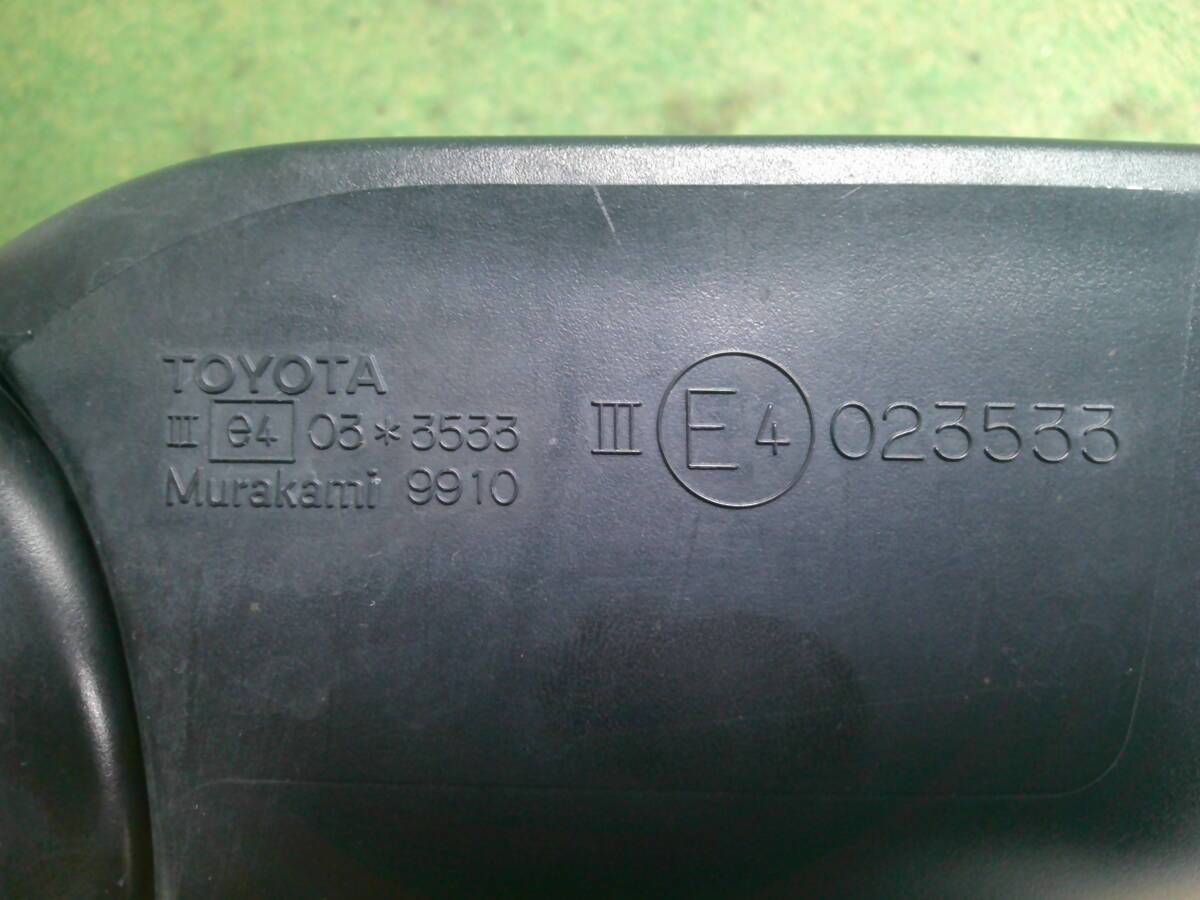 TOYOTA
III e4 03*3533
Murakami 9910
III E4 023533